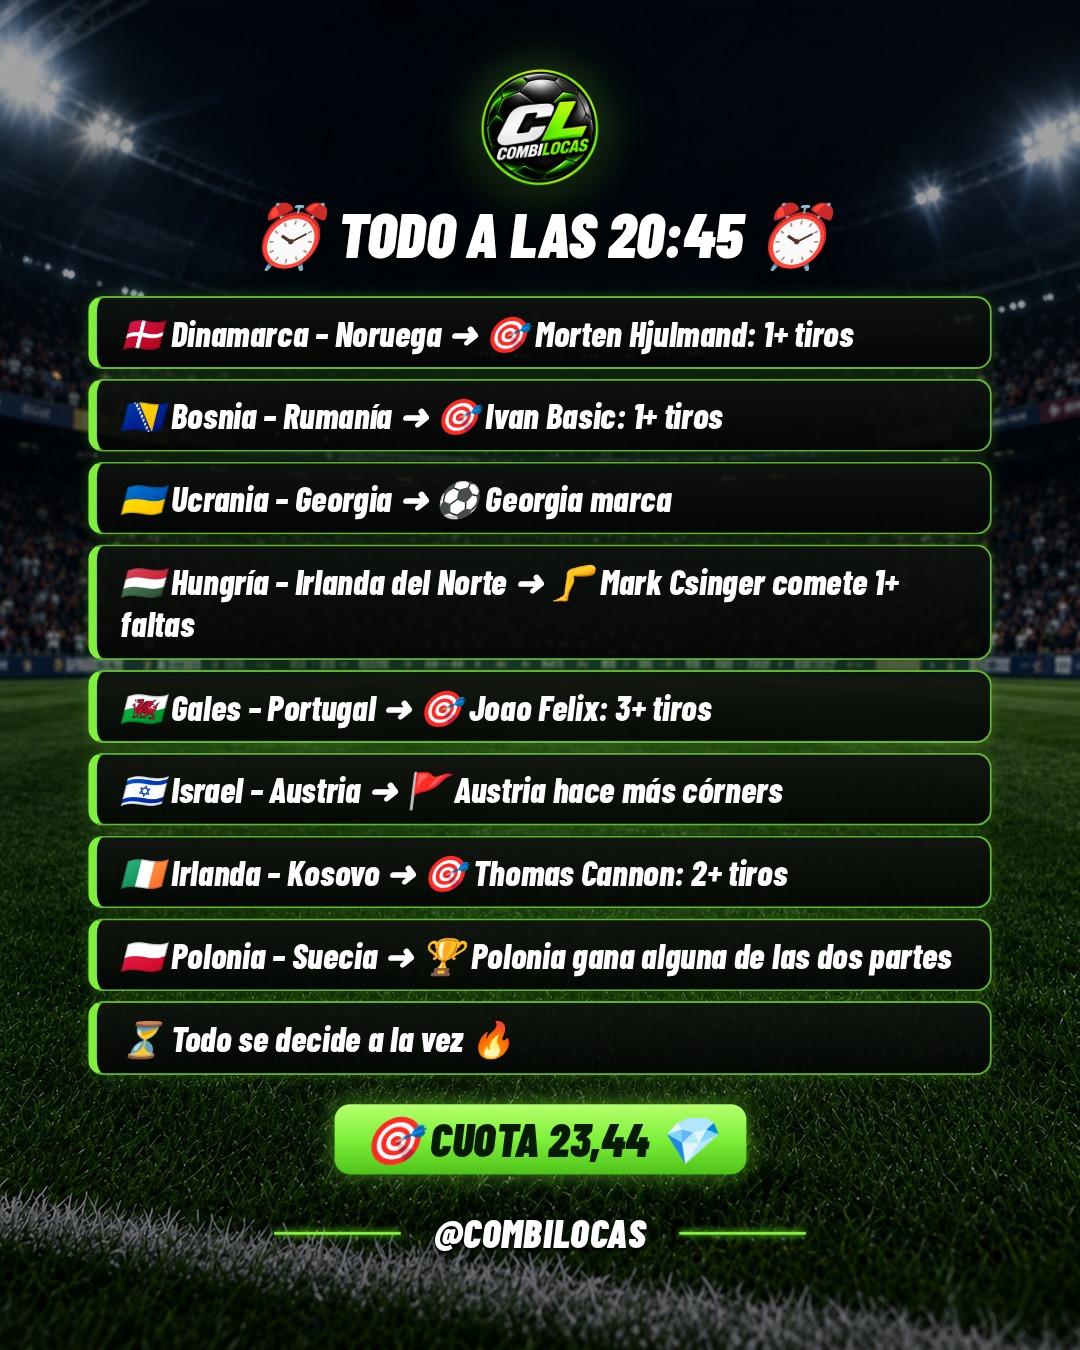 CL
COMBILOCAS
⏰ TODO A LAS 20:45 ⏰
🇩🇰 Dinamarca - Noruega → 🎯 Morten Hjulmand: 1+ tiros
🇧🇦 Bosnia - Rumanía → 🎯 Ivan Basic: 1+ tiros
🇺🇦 Ucrania - Georgia → ⚽ Georgia marca
🇭🇺 Hungría - Irlanda del Norte → 🦵 Mark Csinger comete 1+
faltas
🏴󠁧󠁢󠁷󠁬󠁳󠁿 Gales - Portugal → 🎯 Joao Felix: 3+ tiros
🇮🇱 Israel - Austria → 🚩 Austria hace más córners
🇮🇪 Irlanda - Kosovo → 🎯 Thomas Cannon: 2+ tiros
🇵🇱 Polonia - Suecia → 🏆 Polonia gana alguna de las dos partes
⏳ Todo se decide a la vez 🔥
🎯 CUOTA 23,44 💎
@COMBILOCAS